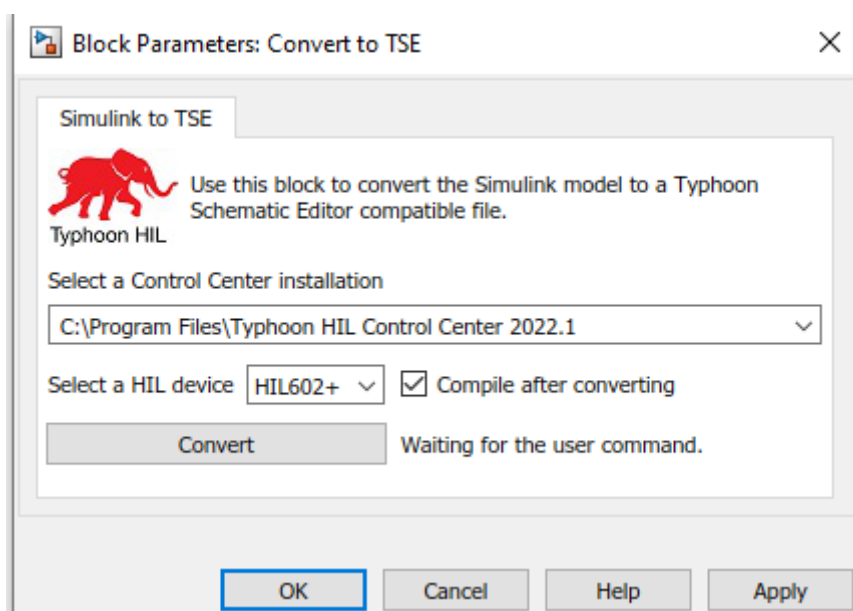 Block Parameters: Convert to TSE
Simulink to TSE
Use this block to convert the Simulink model to a Typhoon
Schematic Editor compatible file.
Typhoon HIL
Select a Control Center installation
C:\Program Files\Typhoon HIL Control Center 2022.1
Select a HIL device HIL602+ Compile after converting
Convert Waiting for the user command.
OK Cancel Help Apply